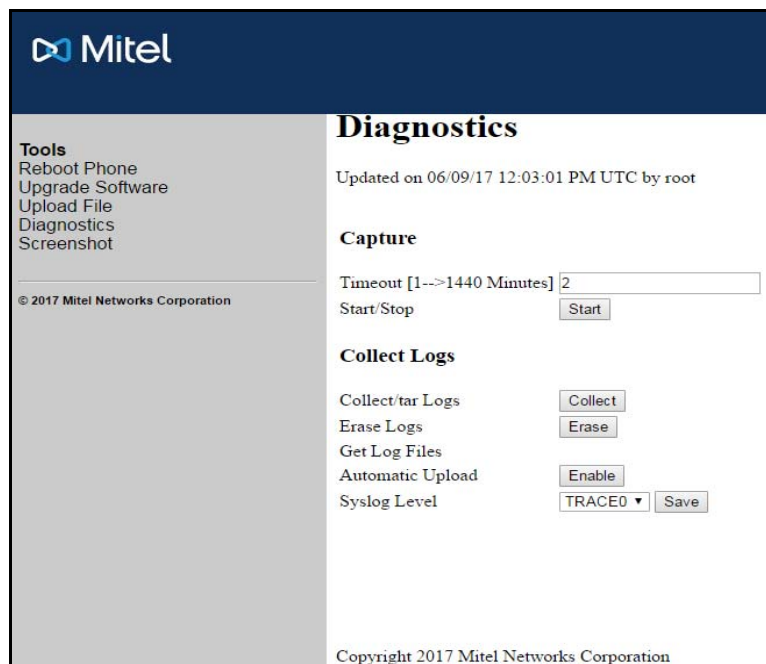 Mitel
Tools
Reboot Phone
Upgrade Software
Upload File
Diagnostics
Screenshot
© 2017 Mitel Networks Corporation
Diagnostics
Updated on 06/09/17 12:03:01 PM UTC by root
Capture
Timeout [1-->1440 Minutes] 2
Start/Stop Start
Collect Logs
Collect/tar Logs Collect
Erase Logs Erase
Get Log Files
Automatic Upload Enable
Syslog Level TRACE0 Save
Copyright 2017 Mitel Networks Corporation